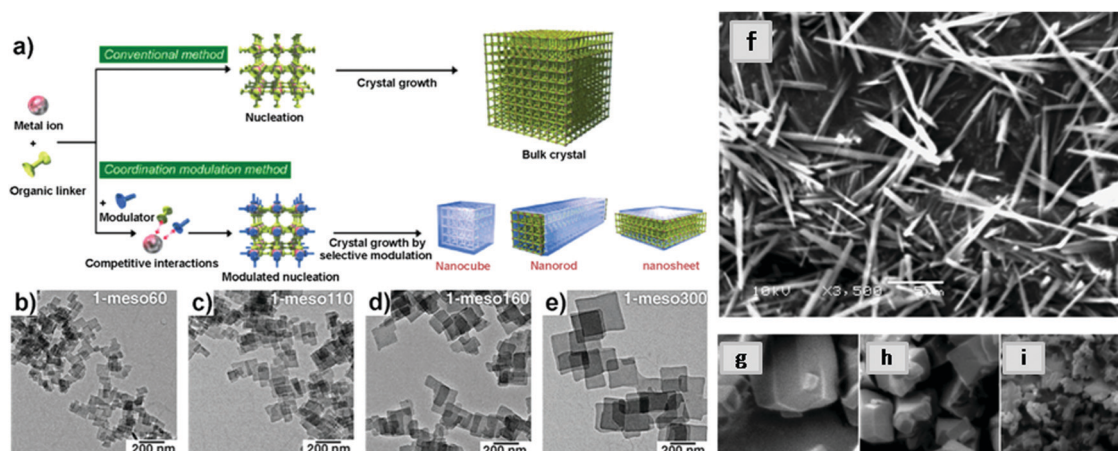 a)
Conventional method
Metal ion
+
Organic linker
Nucleation
Crystal growth
Bulk crystal
Coordination modulation method
+
Modulator
Competitive interactions
Modulated nucleation
Crystal growth by
selective modulation
Nanocube
Nanorod
nanosheet
b)
1-meso60
200 nm
c)
1-meso110
200 nm
d)
1-meso160
200 nm
e)
1-meso300
200 nm
f
10kV X3,500 5μm
g
h
i